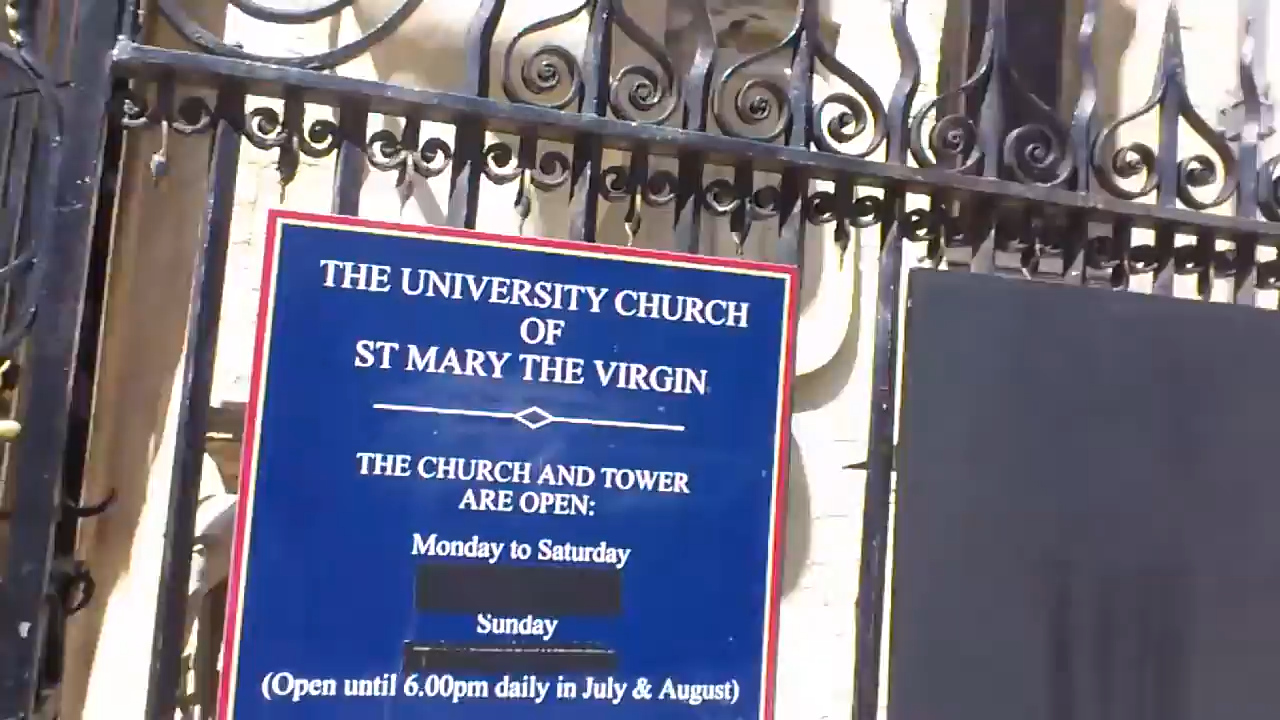 THE UNIVERSITY CHURCH
OF
ST MARY THE VIRGIN
THE CHURCH AND TOWER
ARE OPEN:
Monday to Saturday
Sunday
(Open until 6.00pm daily in July & August)